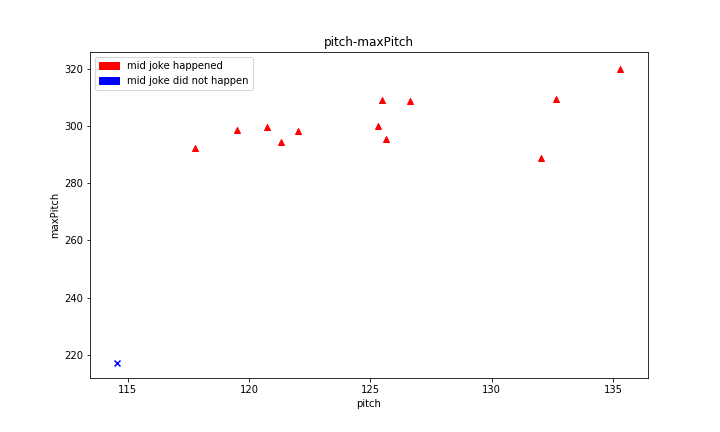 pitch-maxPitch
mid joke happened
mid joke did not happen
maxPitch
320
300
280
260
240
220
115
120
125
130
135
pitch